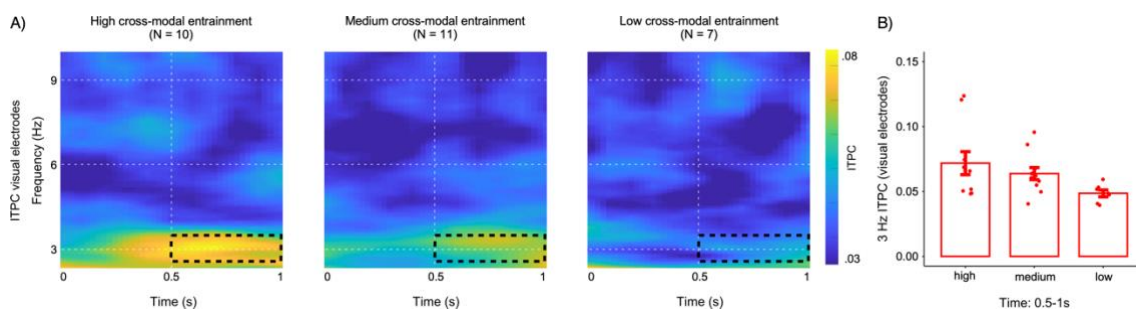 A)
High cross-modal entrainment
(N = 10)
Medium cross-modal entrainment
(N = 11)
Low cross-modal entrainment
(N = 7)
ITPC visual electrodes
Frequency (Hz)
9
6
3
0
0.5
1
Time (s)
0
0.5
1
Time (s)
0
0.5
1
Time (s)
.08
ITPC
.03
B)
3 Hz ITPC (visual electrodes)
0.15
0.10
0.05
0.00
high
medium
low
Time: 0.5-1s